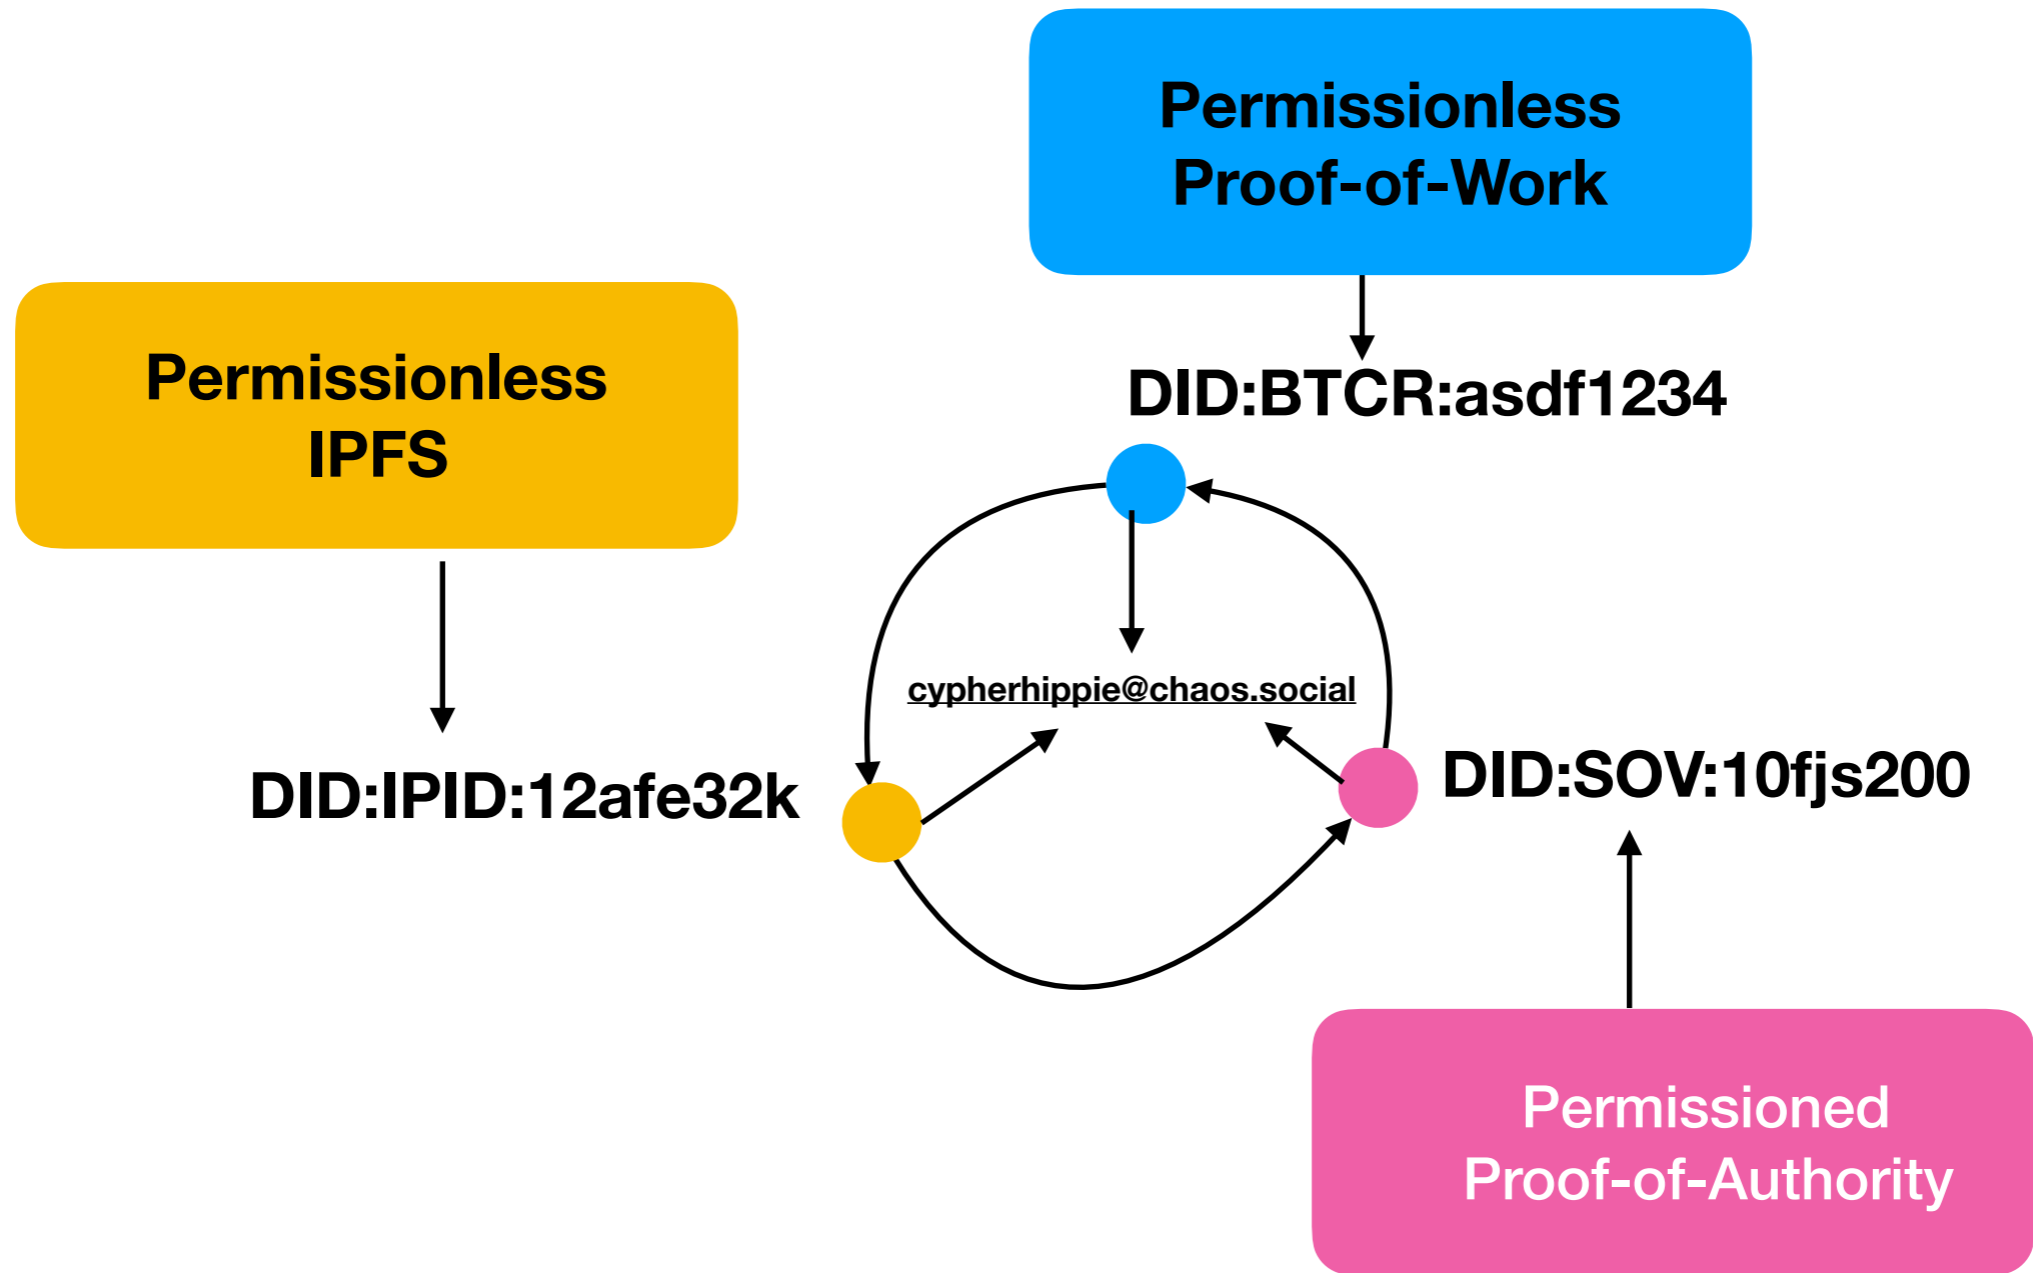 Permissionless
Proof-of-Work
Permissionless
IPFS
DID:BTCR:asdf1234
cypherhippie@chaos.social
DID:IPID:12afe32k
DID:SOV:10fjs200
Permissioned
Proof-of-Authority